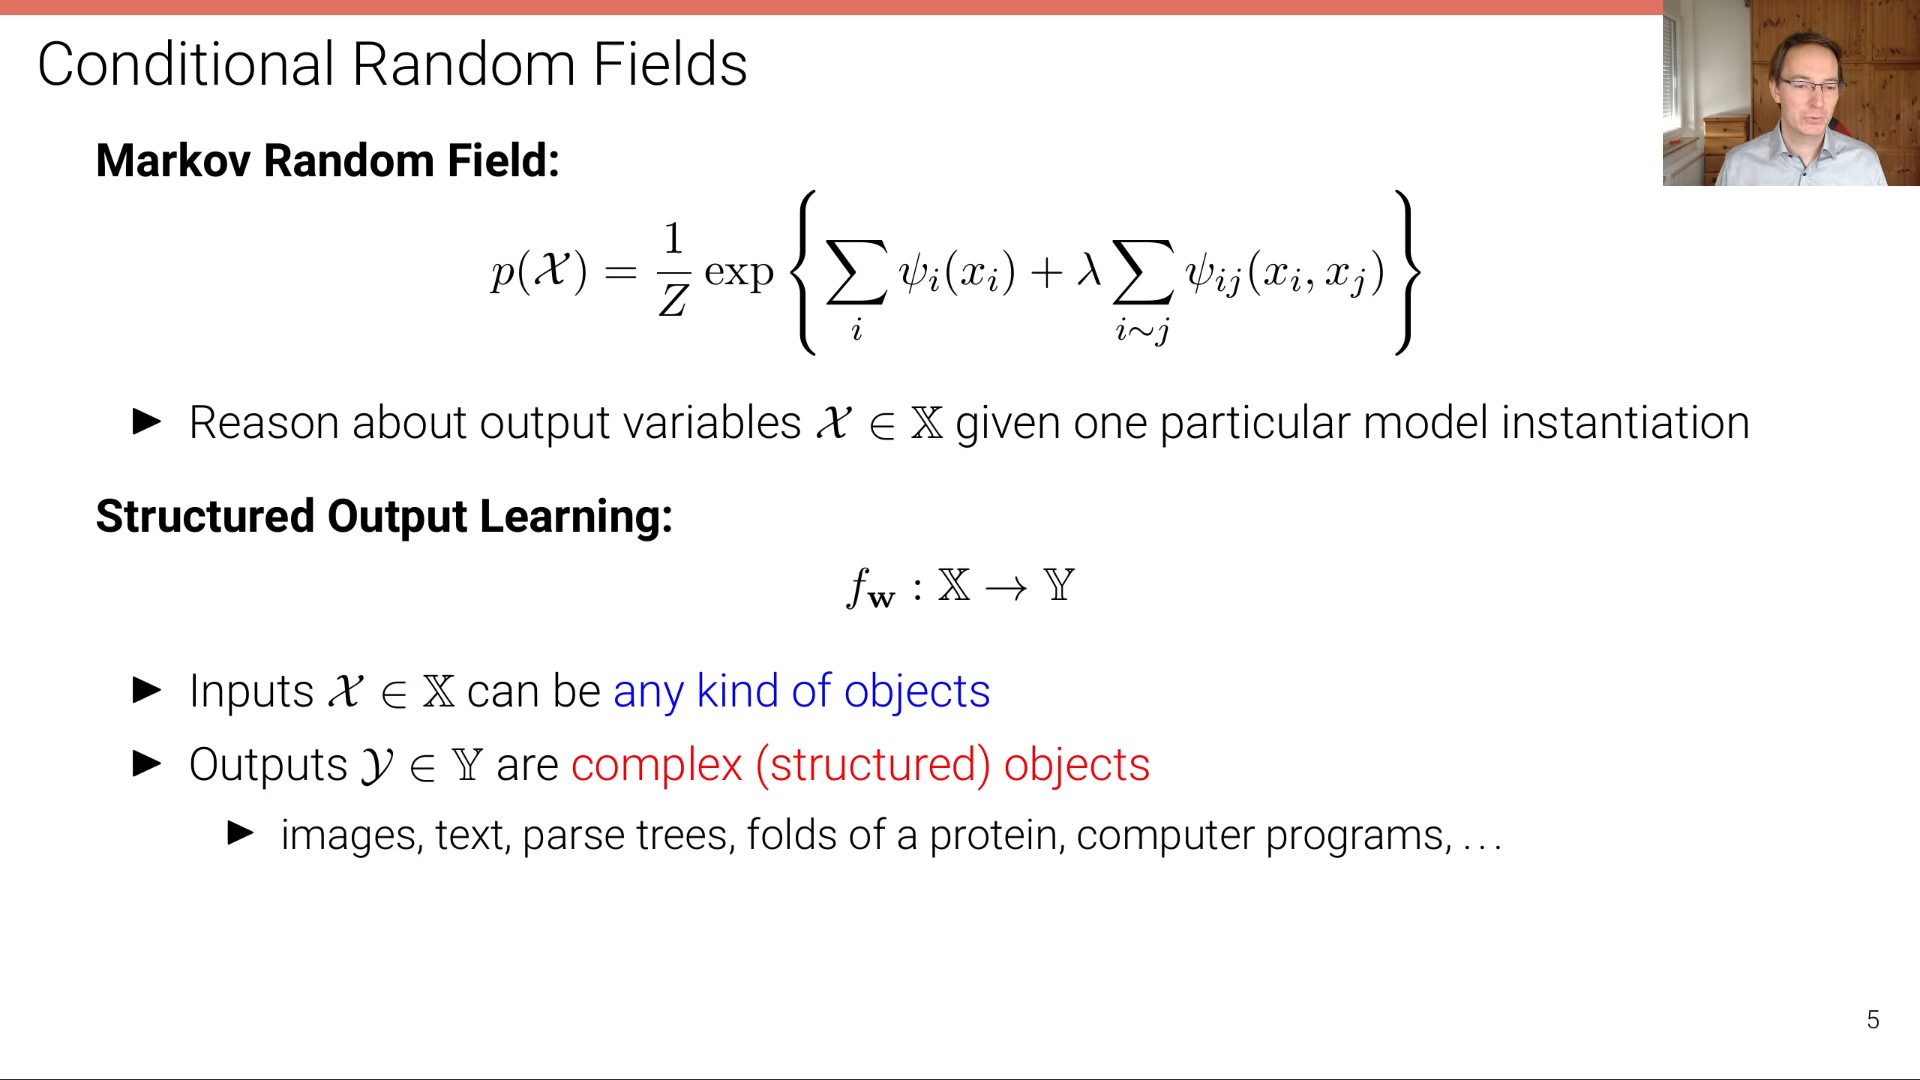 Conditional Random Fields
Markov Random Field:
p(𝒳) = 1/Z exp { ∑_i ψ_i(x_i) + λ ∑_{i∼j} ψ_{ij}(x_i, x_j) }
▶ Reason about output variables 𝒳 ∈ 𝕏 given one particular model instantiation
Structured Output Learning:
f_𝐰 : 𝕏 → 𝕐
▶ Inputs 𝒳 ∈ 𝕏 can be any kind of objects
▶ Outputs 𝒴 ∈ 𝕐 are complex (structured) objects
▶ images, text, parse trees, folds of a protein, computer programs, …
5